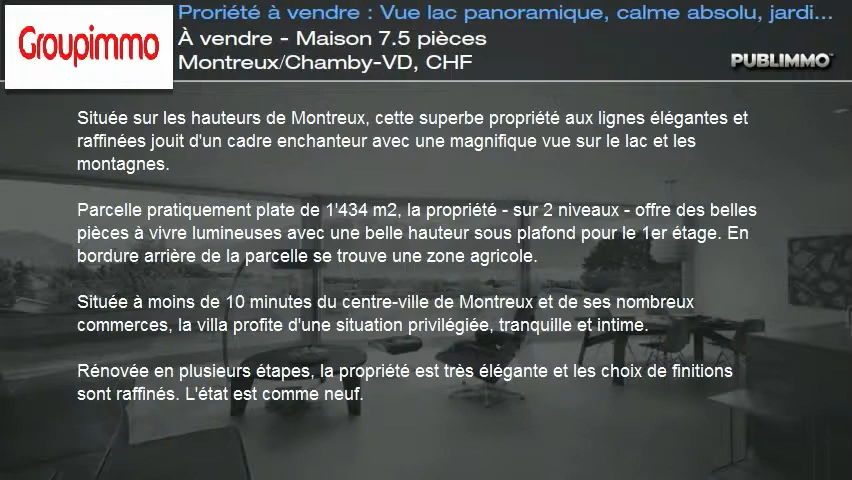 Groupimmo
Proriété à vendre : Vue lac panoramique, calme absolu, jardi...
À vendre - Maison 7.5 pièces
Montreux/Chamby-VD, CHF
PUBLIMMO
Située sur les hauteurs de Montreux, cette superbe propriété aux lignes élégantes et
raffinées jouit d'un cadre enchanteur avec une magnifique vue sur le lac et les
montagnes.
Parcelle pratiquement plate de 1'434 m2, la propriété - sur 2 niveaux - offre des belles
pièces à vivre lumineuses avec une belle hauteur sous plafond pour le 1er étage. En
bordure arrière de la parcelle se trouve une zone agricole.
Située à moins de 10 minutes du centre-ville de Montreux et de ses nombreux
commerces, la villa profite d'une situation privilégiée, tranquille et intime.
Rénovée en plusieurs étapes, la propriété est très élégante et les choix de finitions
sont raffinés. L'état est comme neuf.